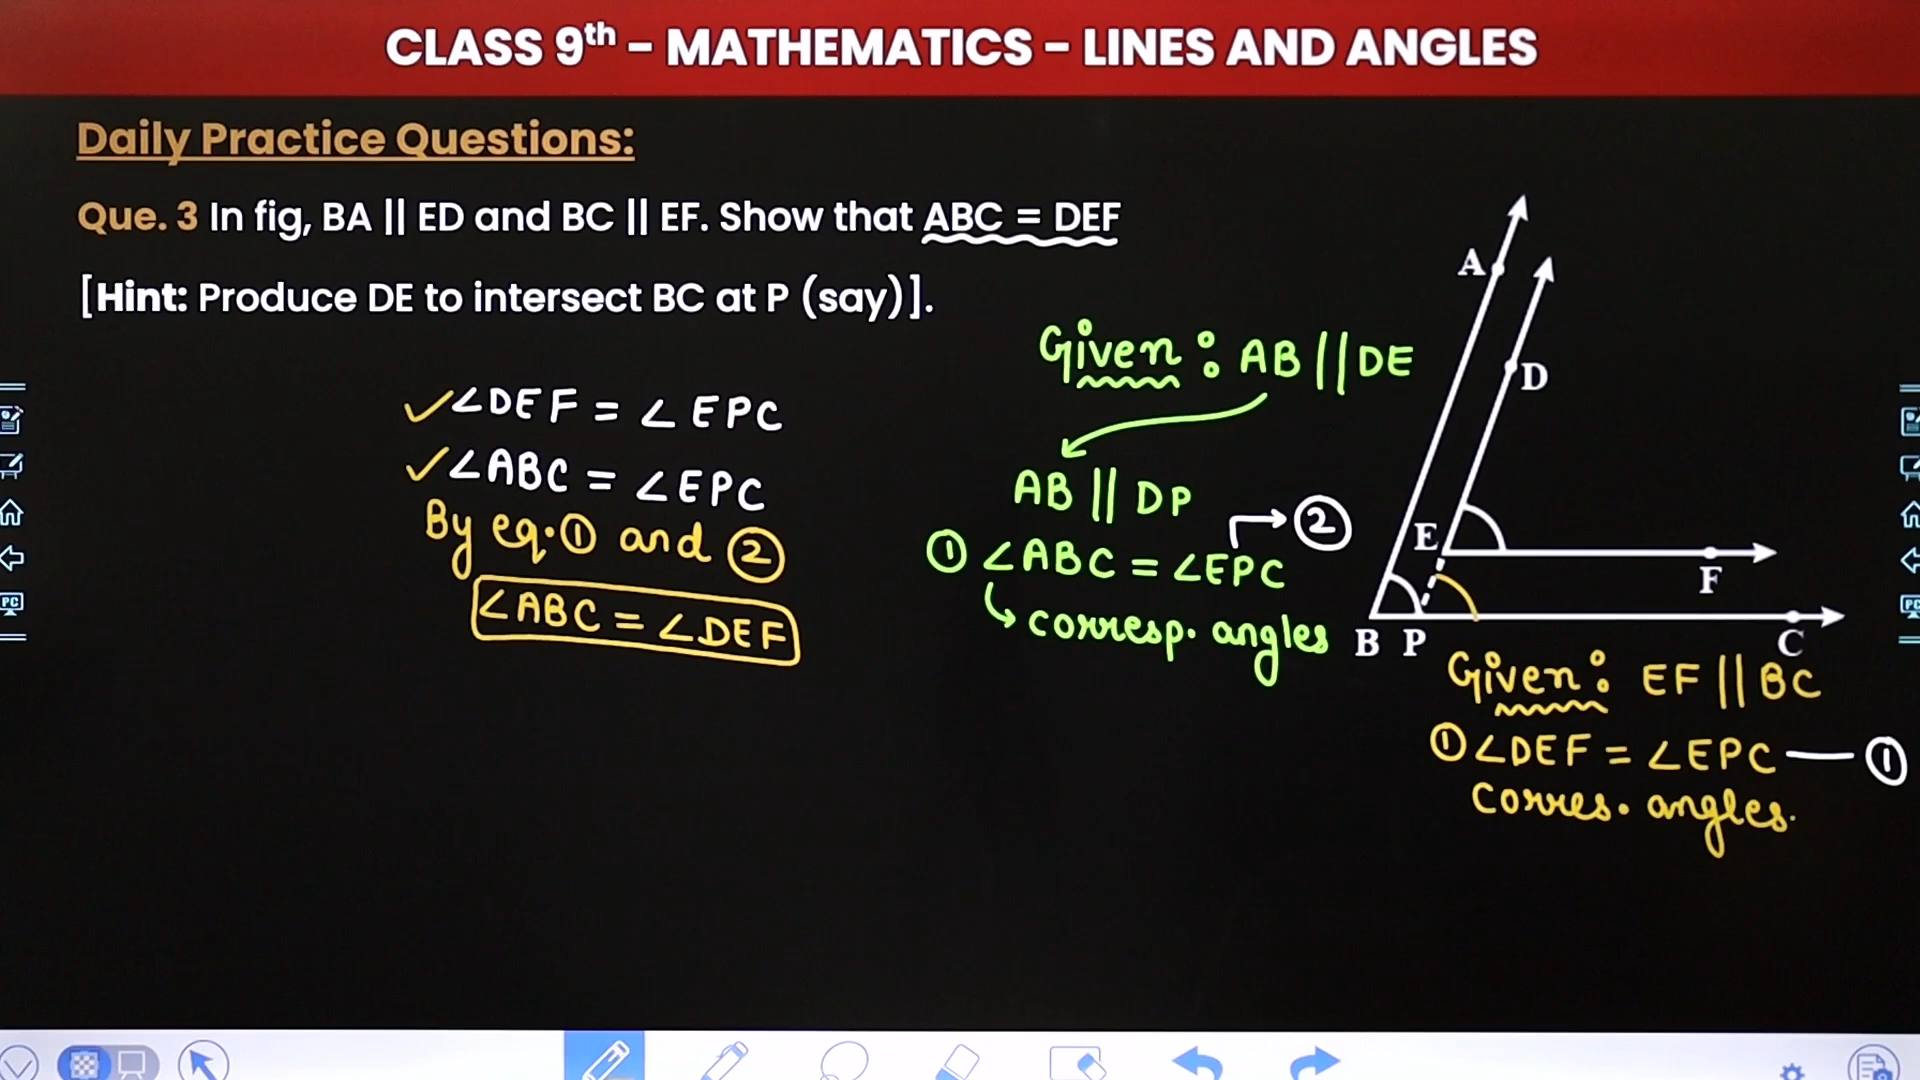 CLASS 9th - MATHEMATICS - LINES AND ANGLES
Daily Practice Questions:
Que. 3 In fig, BA || ED and BC || EF. Show that ABC = DEF
[Hint: Produce DE to intersect BC at P (say)].
✓∠DEF = ∠EPC
✓∠ABC = ∠EPC
By eq. ① and ②
∠ABC = ∠DEF
Given: AB || DE
AB || DP
① ∠ABC = ∠EPC → ②
↳ corresp. angles
A
D
E
F
B P C
Given: EF || BC
① ∠DEF = ∠EPC — ①
Corres. angles.
PC
PC